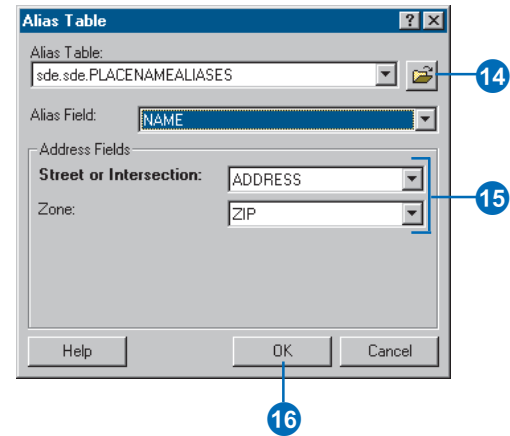 Alias Table
Alias Table:
sde.sde.PLACENAMEALIASES
14
Alias Field: NAME
Address Fields
Street or Intersection: ADDRESS
15
Zone: ZIP
Help OK Cancel
16